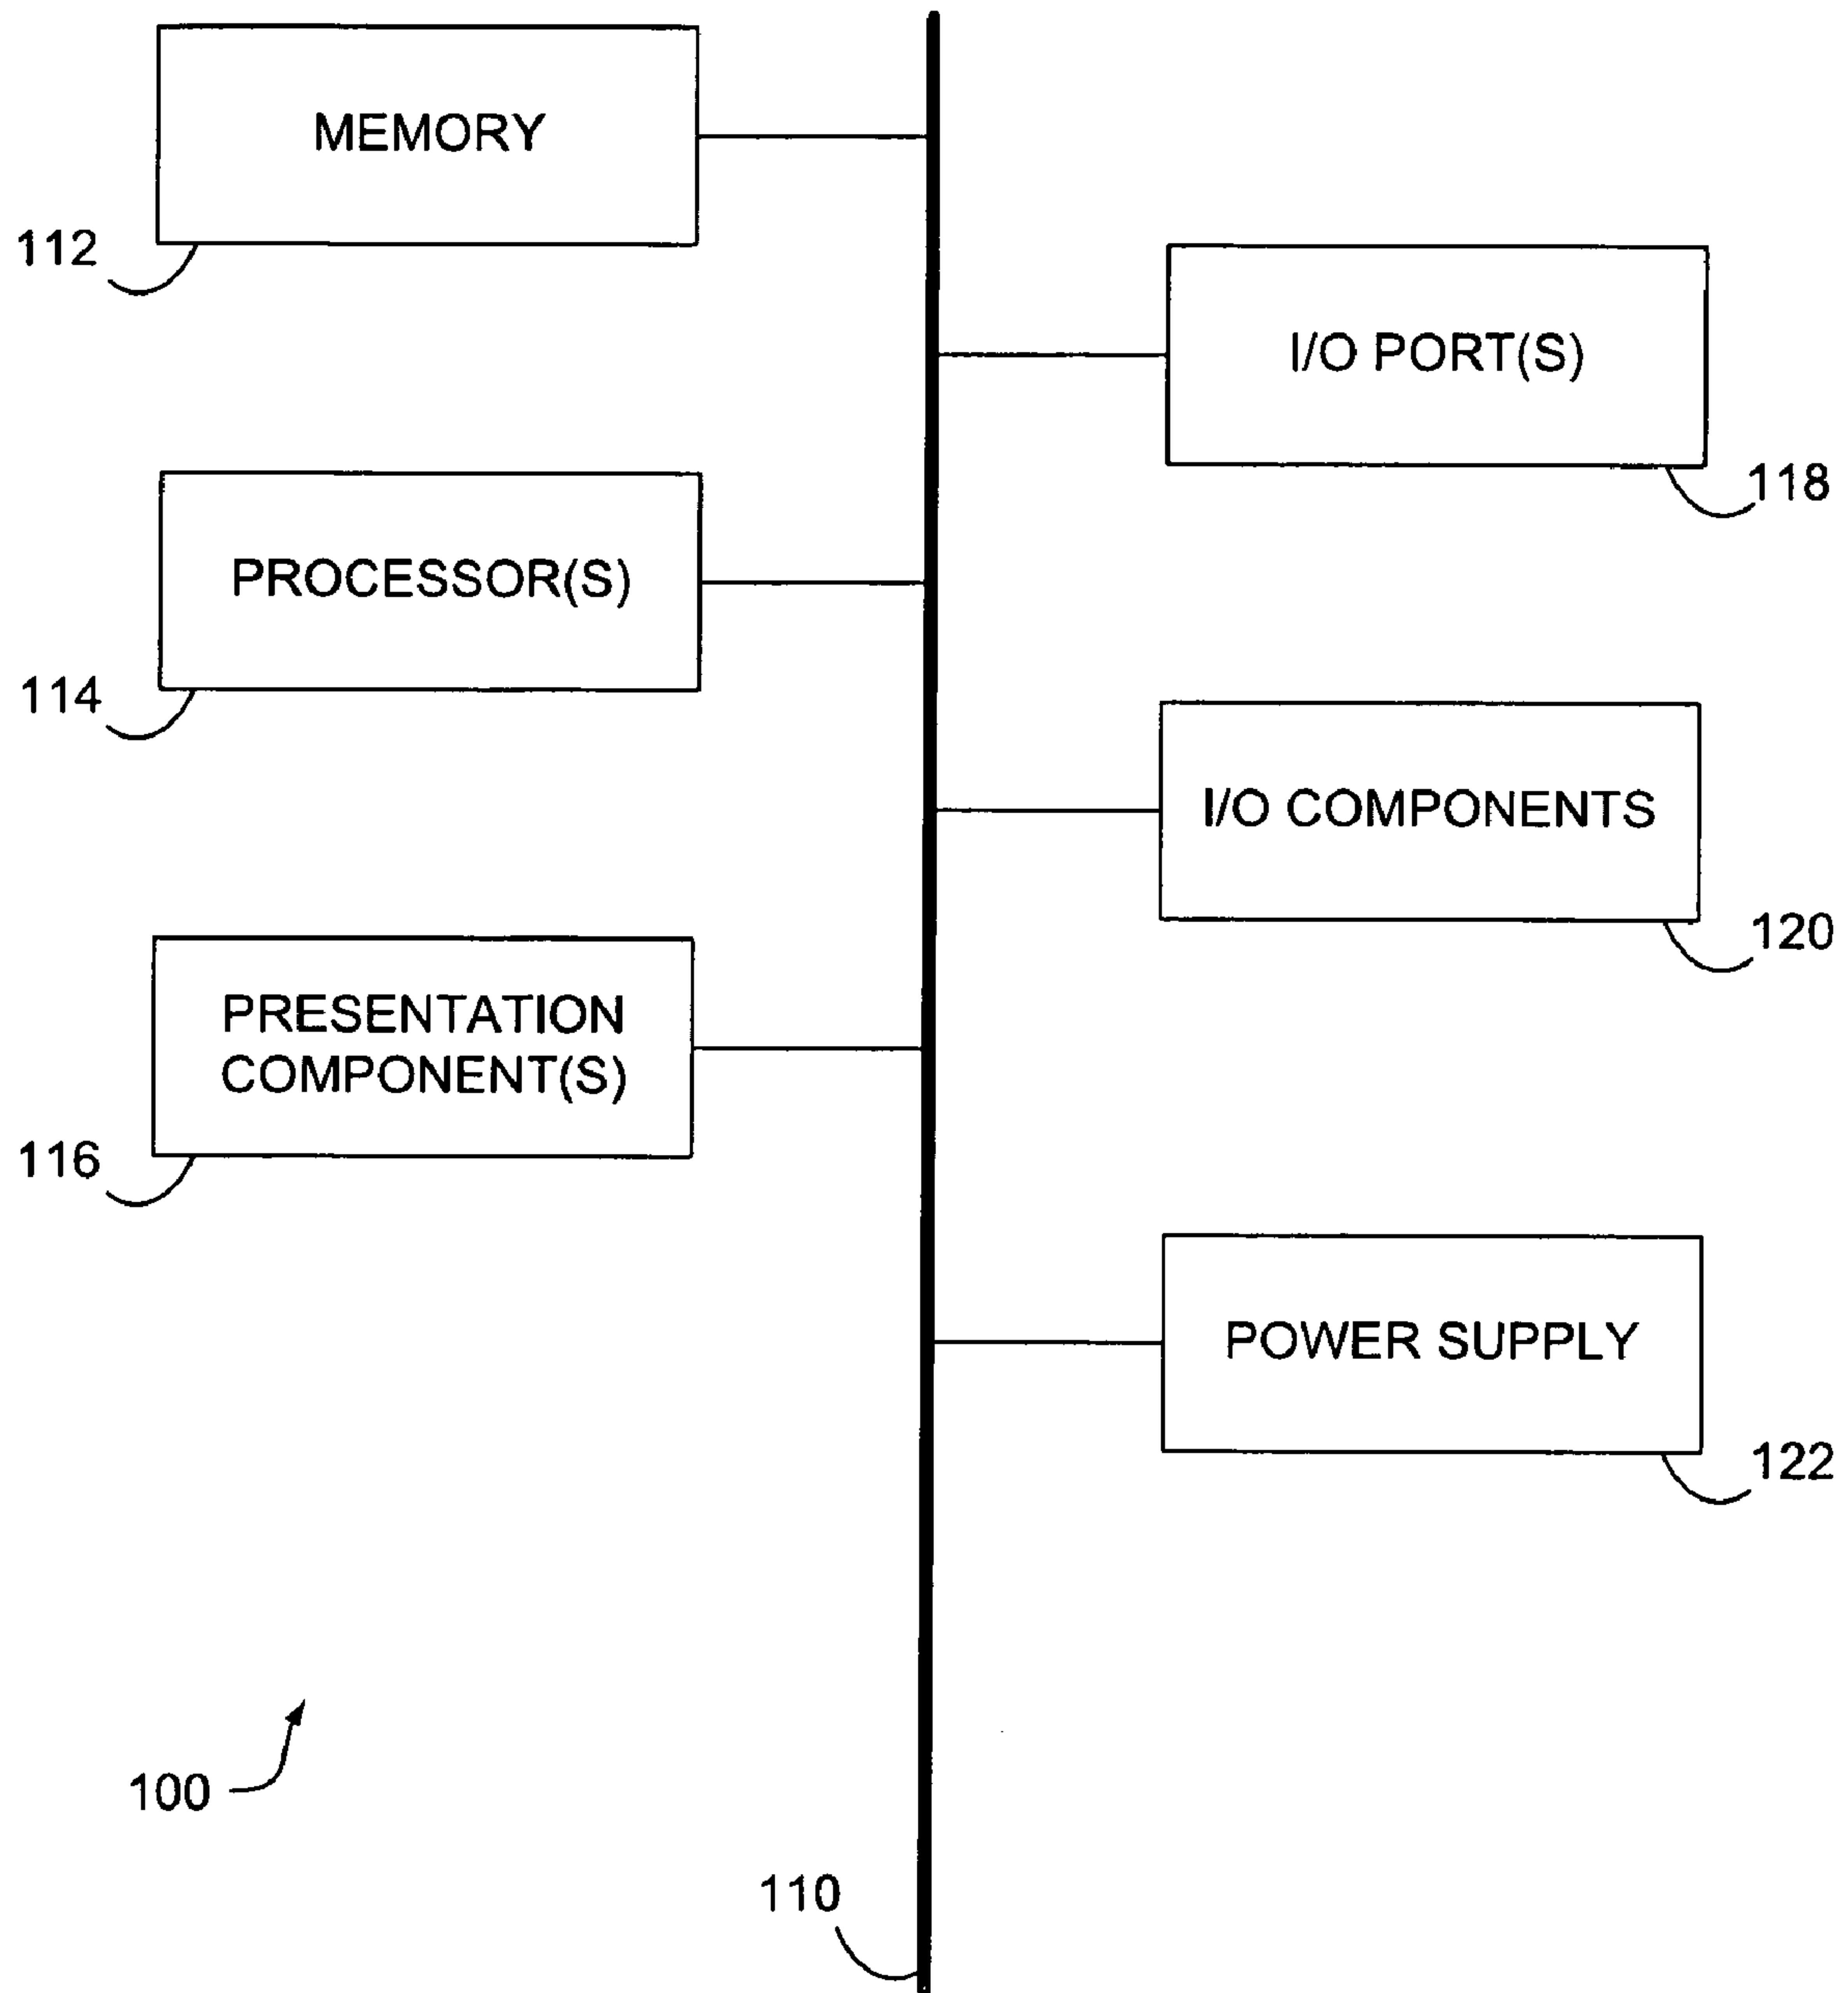 MEMORY
112
I/O PORT(S)
118
PROCESSOR(S)
114
I/O COMPONENTS
120
PRESENTATION
COMPONENT(S)
116
POWER SUPPLY
122
100
110